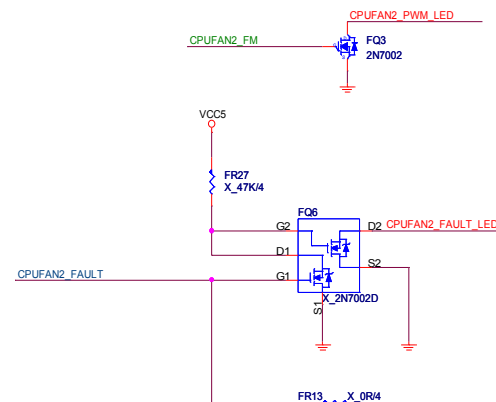 CPUFAN2_PWM_LED
CPUFAN2_FM
FQ3
2N7002
VCC5
FR27
X_47K/4
FQ6
G2
D2
CPUFAN2_FAULT_LED
D1
S2
CPUFAN2_FAULT
G1
X_2N7002D
S1
FR13
X_0R/4